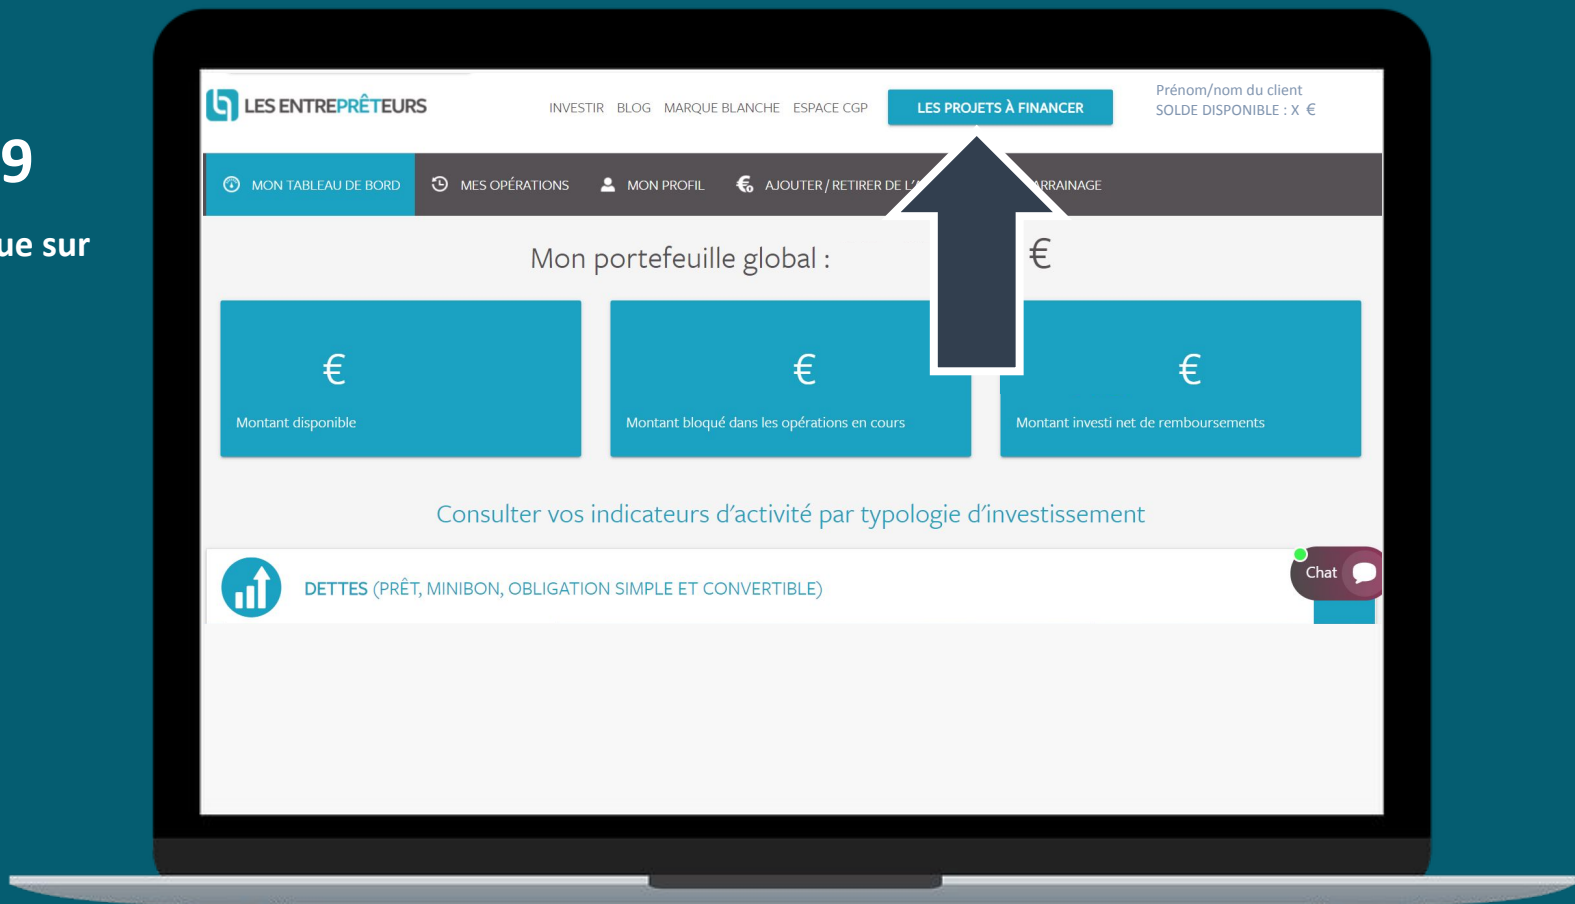 9
ue sur
LES ENTREPRÊTEURS
INVESTIR BLOG MARQUE BLANCHE ESPACE CGP LES PROJETS À FINANCER
Prénom/nom du client
SOLDE DISPONIBLE : X €
MON TABLEAU DE BORD MES OPÉRATIONS MON PROFIL AJOUTER / RETIRER DE L'A ARRAINAGE
Mon portefeuille global : €
€ € €
Montant disponible Montant bloqué dans les opérations en cours Montant investi net de remboursements
Consulter vos indicateurs d'activité par typologie d'investissement
DETTES (PRÊT, MINIBON, OBLIGATION SIMPLE ET CONVERTIBLE)
Chat